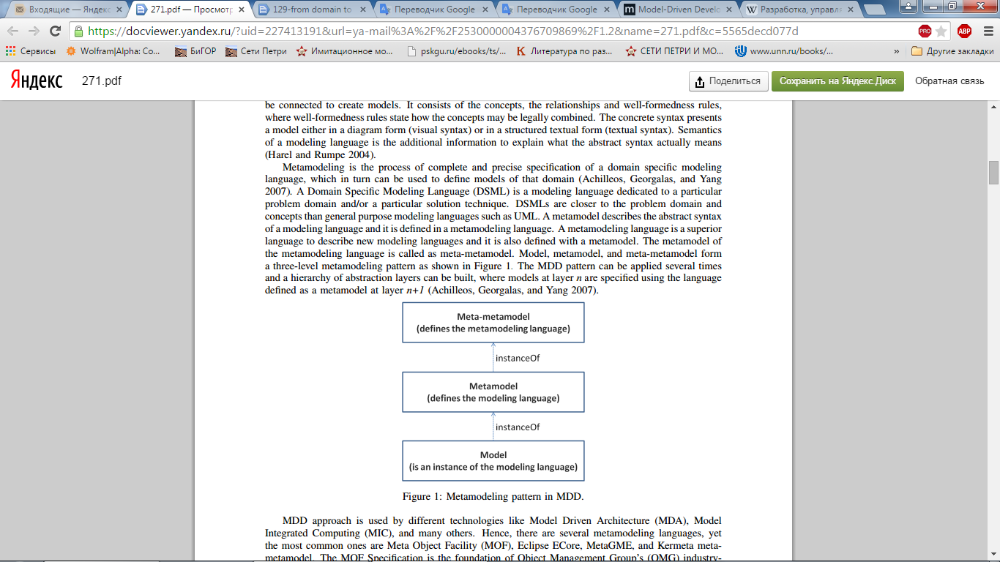 Входящие — Яндекс
271.pdf — Просмотр
129-from domain to
Переводчик Google
Переводчик Google
Model-Driven Develo
Разработка, управля
https://docviewer.yandex.ru/?uid=227413191&url=ya-mail%3A%2F%2F2530000004376709869%2F1.2&name=271.pdf&c=5565decd077d
PRO
ABP
Сервисы
Wolfram|Alpha: Co...
БиГОР
Сети Петри
Имитационное мо...
pskgu.ru/ebooks/ts/...
Литература по раз...
СЕТИ ПЕТРИ И МО...
www.unn.ru/books/...
»
Другие закладки
Яндекс
271.pdf
Поделиться
Сохранить на Яндекс.Диск
Обратная связь
be connected to create models. It consists of the concepts, the relationships and well-formedness rules,
where well-formedness rules state how the concepts may be legally combined. The concrete syntax presents
a model either in a diagram form (visual syntax) or in a structured textual form (textual syntax). Semantics
of a modeling language is the additional information to explain what the abstract syntax actually means
(Harel and Rumpe 2004).
Metamodeling is the process of complete and precise specification of a domain specific modeling
language, which in turn can be used to define models of that domain (Achilleos, Georgalas, and Yang
2007). A Domain Specific Modeling Language (DSML) is a modeling language dedicated to a particular
problem domain and/or a particular solution technique. DSMLs are closer to the problem domain and
concepts than general purpose modeling languages such as UML. A metamodel describes the abstract syntax
of a modeling language and it is defined in a metamodeling language. A metamodeling language is a superior
language to describe new modeling languages and it is also defined with a metamodel. The metamodel of
the metamodeling language is called as meta-metamodel. Model, metamodel, and meta-metamodel form
a three-level metamodeling pattern as shown in Figure 1. The MDD pattern can be applied several times
and a hierarchy of abstraction layers can be built, where models at layer n are specified using the language
defined as a metamodel at layer n+1 (Achilleos, Georgalas, and Yang 2007).
Meta-metamodel
(defines the metamodeling language)
instanceOf
Metamodel
(defines the modeling language)
instanceOf
Model
(is an instance of the modeling language)
Figure 1: Metamodeling pattern in MDD.
MDD approach is used by different technologies like Model Driven Architecture (MDA), Model
Integrated Computing (MIC), and many others. Hence, there are several metamodeling languages, yet
the most common ones are Meta Object Facility (MOF), Eclipse ECore, MetaGME, and Kermeta meta-
metamodel. The MOF Specification is the foundation of Object Management Group's (OMG) industry-